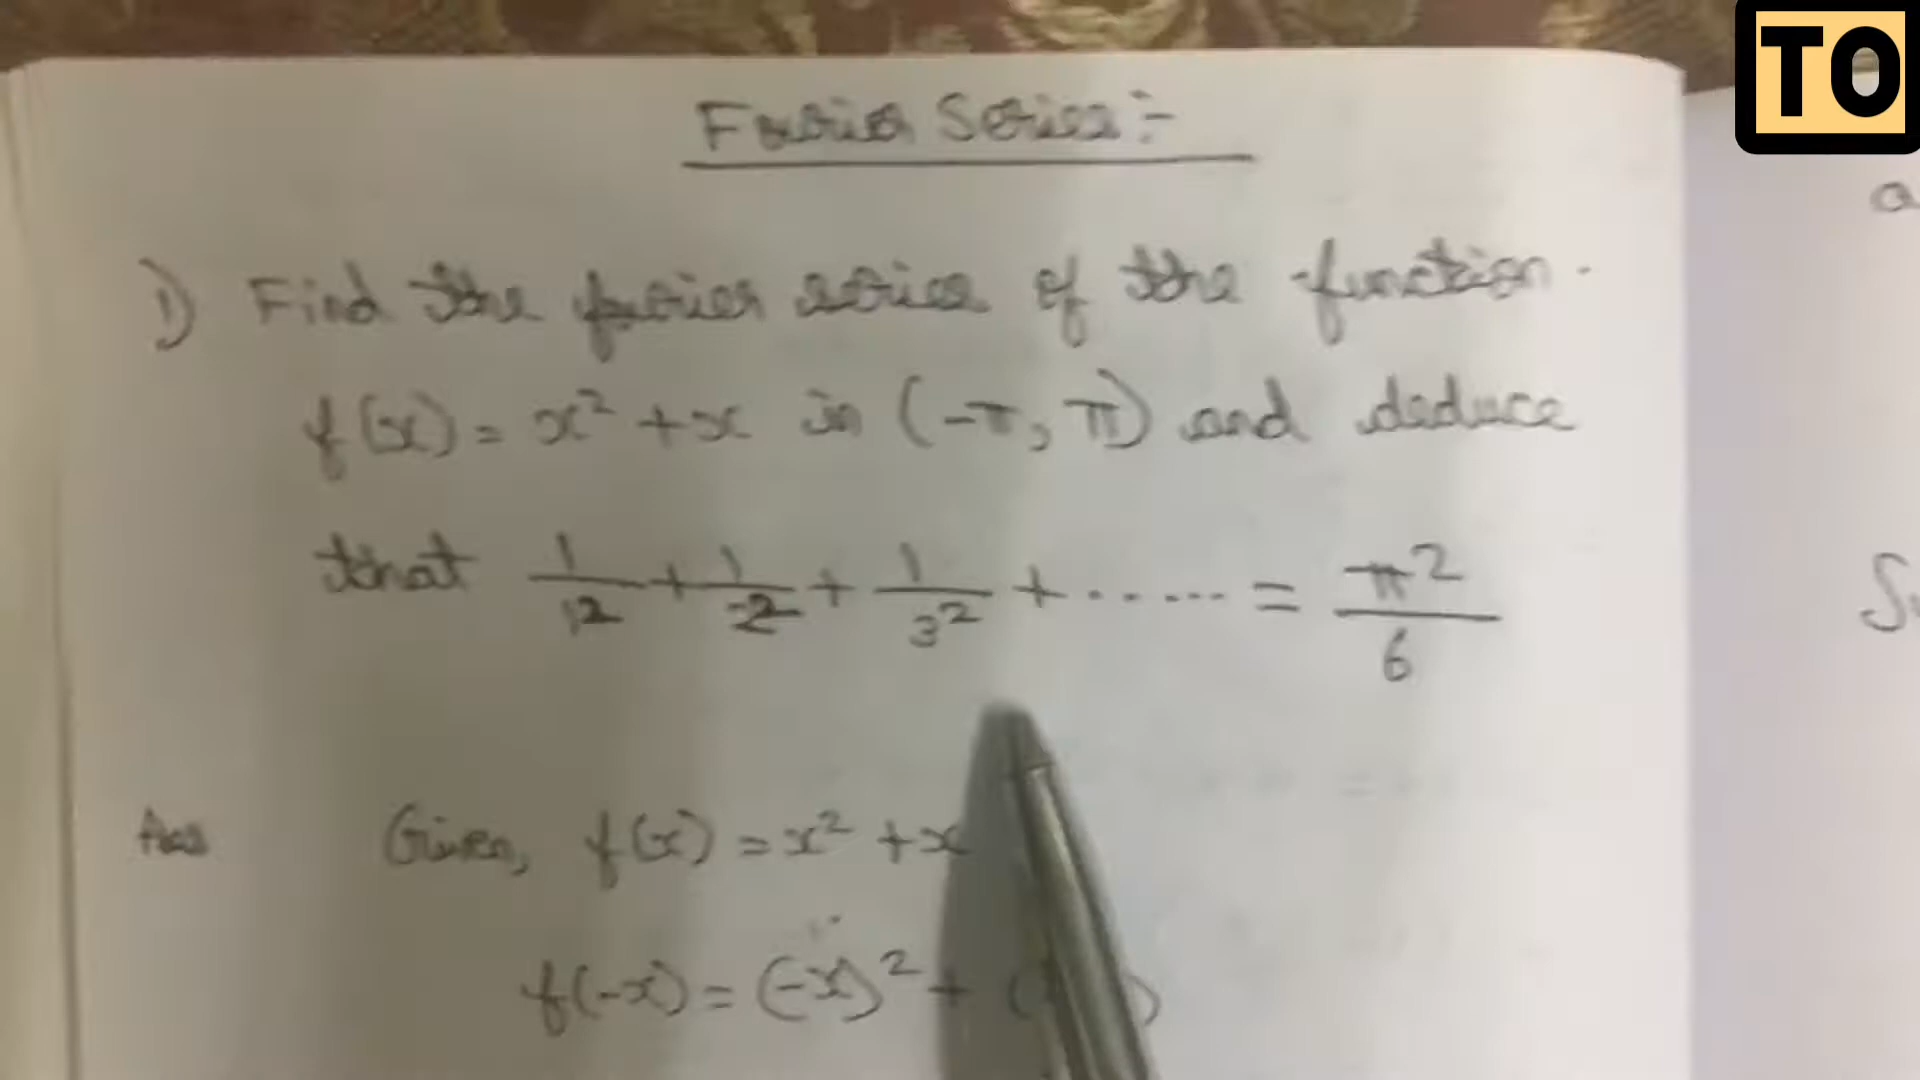 TO
Fourier Series :-
1) Find the fourier series of the function
f(x) = x² + x in (-π, π) and deduce
that 1/1² + 1/2² + 1/3² + ...... = π²/6
Ans Given, f(x) = x² + x
f(-x) = (-x)² + ( )